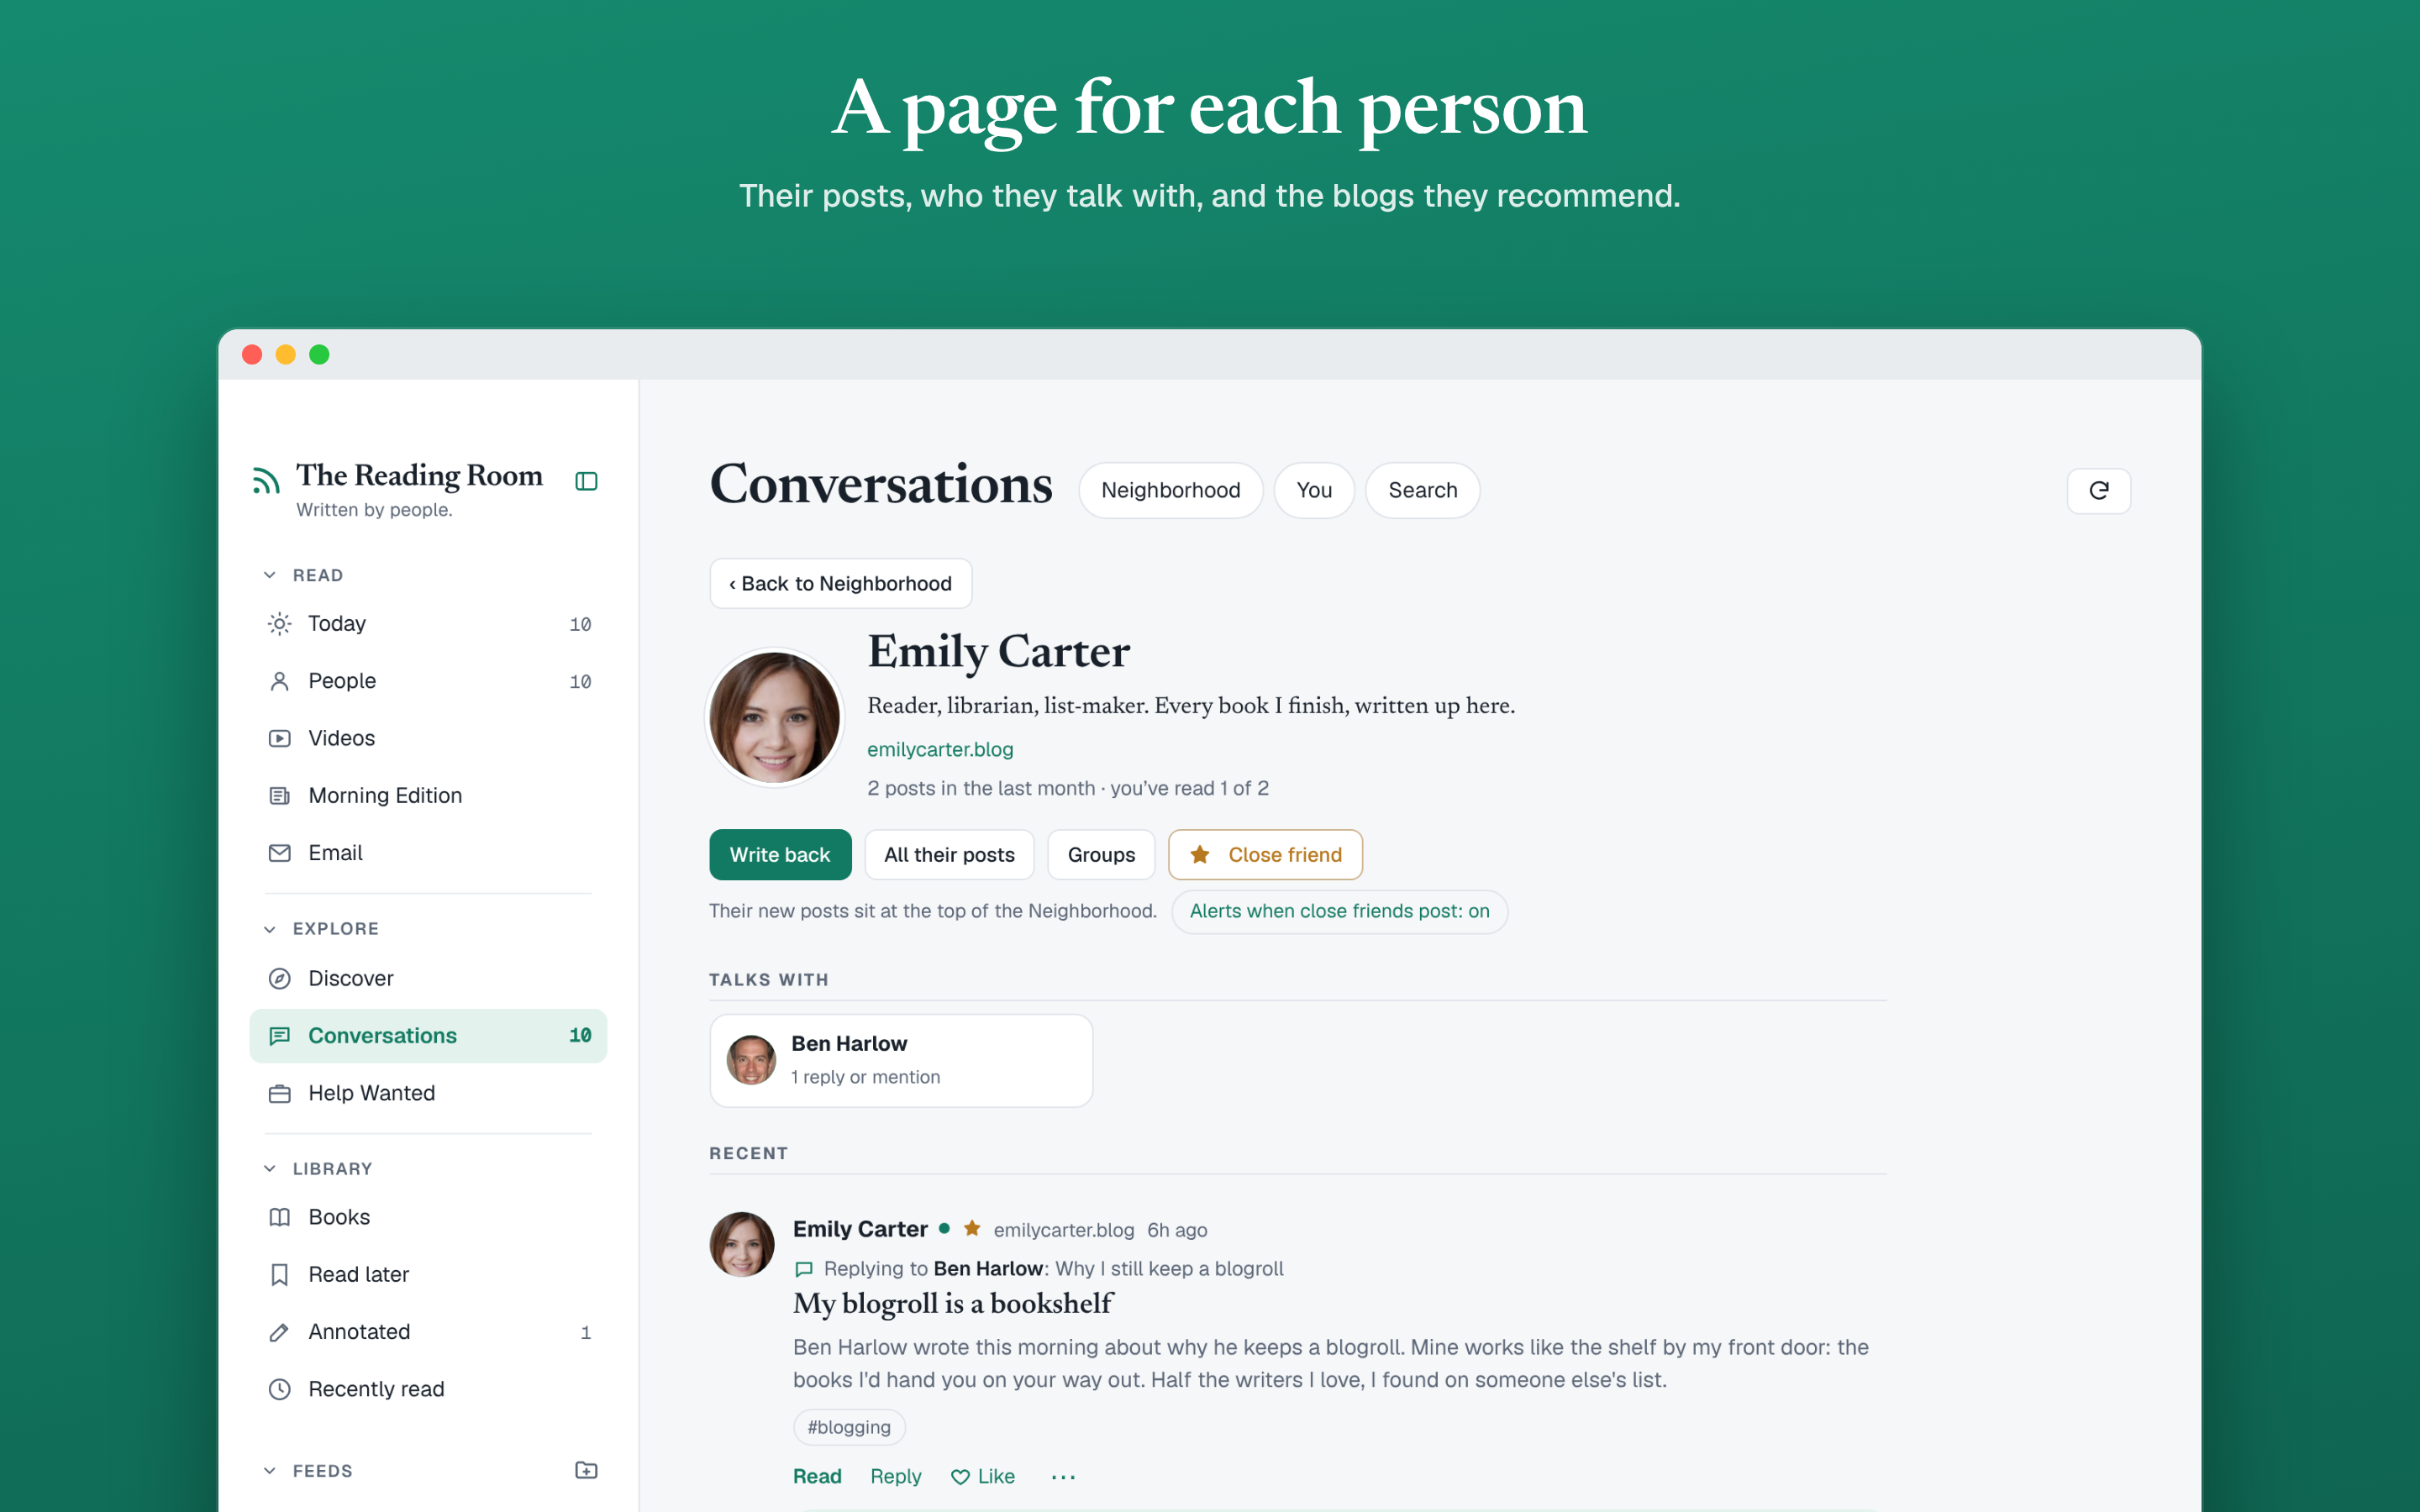 A page for each person
Their posts, who they talk with, and the blogs they recommend.
The Reading Room
Written by people.
READ
Today 10
People 10
Videos
Morning Edition
Email
EXPLORE
Discover
Conversations 10
Help Wanted
LIBRARY
Books
Read later
Annotated 1
Recently read
FEEDS
Conversations Neighborhood You Search
‹ Back to Neighborhood
Emily Carter
Reader, librarian, list-maker. Every book I finish, written up here.
emilycarter.blog
2 posts in the last month · you’ve read 1 of 2
Write back All their posts Groups Close friend
Their new posts sit at the top of the Neighborhood. Alerts when close friends post: on
TALKS WITH
Ben Harlow
1 reply or mention
RECENT
Emily Carter emilycarter.blog 6h ago
Replying to Ben Harlow: Why I still keep a blogroll
My blogroll is a bookshelf
Ben Harlow wrote this morning about why he keeps a blogroll. Mine works like the shelf by my front door: the
books I'd hand you on your way out. Half the writers I love, I found on someone else's list.
#blogging
Read Reply Like ···